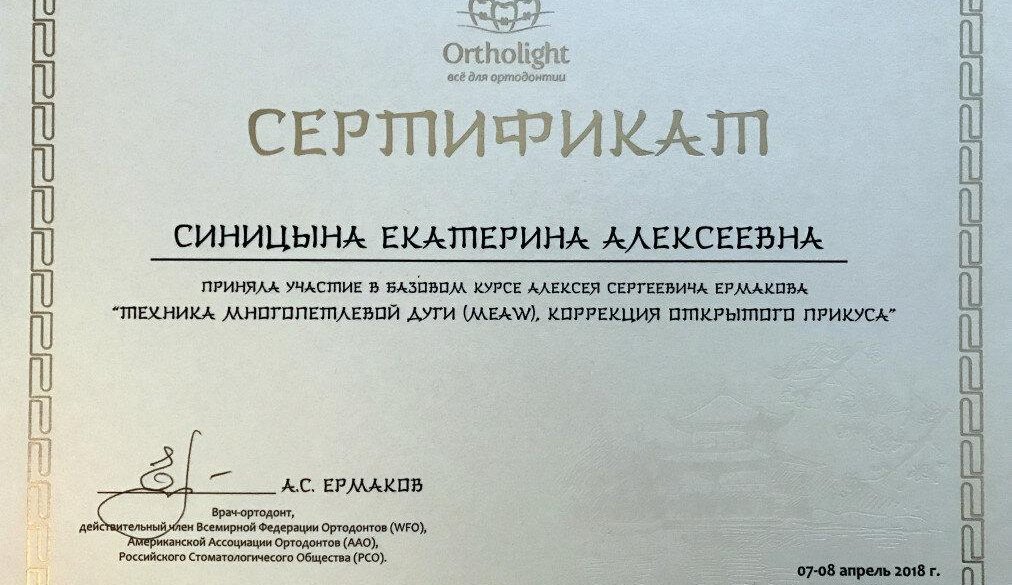 Ortholight
всё для ортодонтии
СЕРТИФИКАТ
СИНИЦЫНА ЕКАТЕРИНА АЛЕКСЕЕВНА
ПРИНЯЛА УЧАСТИЕ В БАЗОВОМ КУРСЕ АЛЕКСЕЯ СЕРГЕЕВИЧА ЕРМАКОВА
“ТЕХНИКА МНОГОПЕТЛЕВОЙ ДУГИ (MEAW), КОРРЕКЦИЯ ОТКРЫТОГО ПРИКУСА”
А.С. ЕРМАКОВ
Врач-ортодонт,
действительный член Всемирной Федерации Ортодонтов (WFO),
Американской Ассоциации Ортодонтов (ААО),
Российского Стоматологичесого Общества (РСО).
07-08 апрель 2018 г.